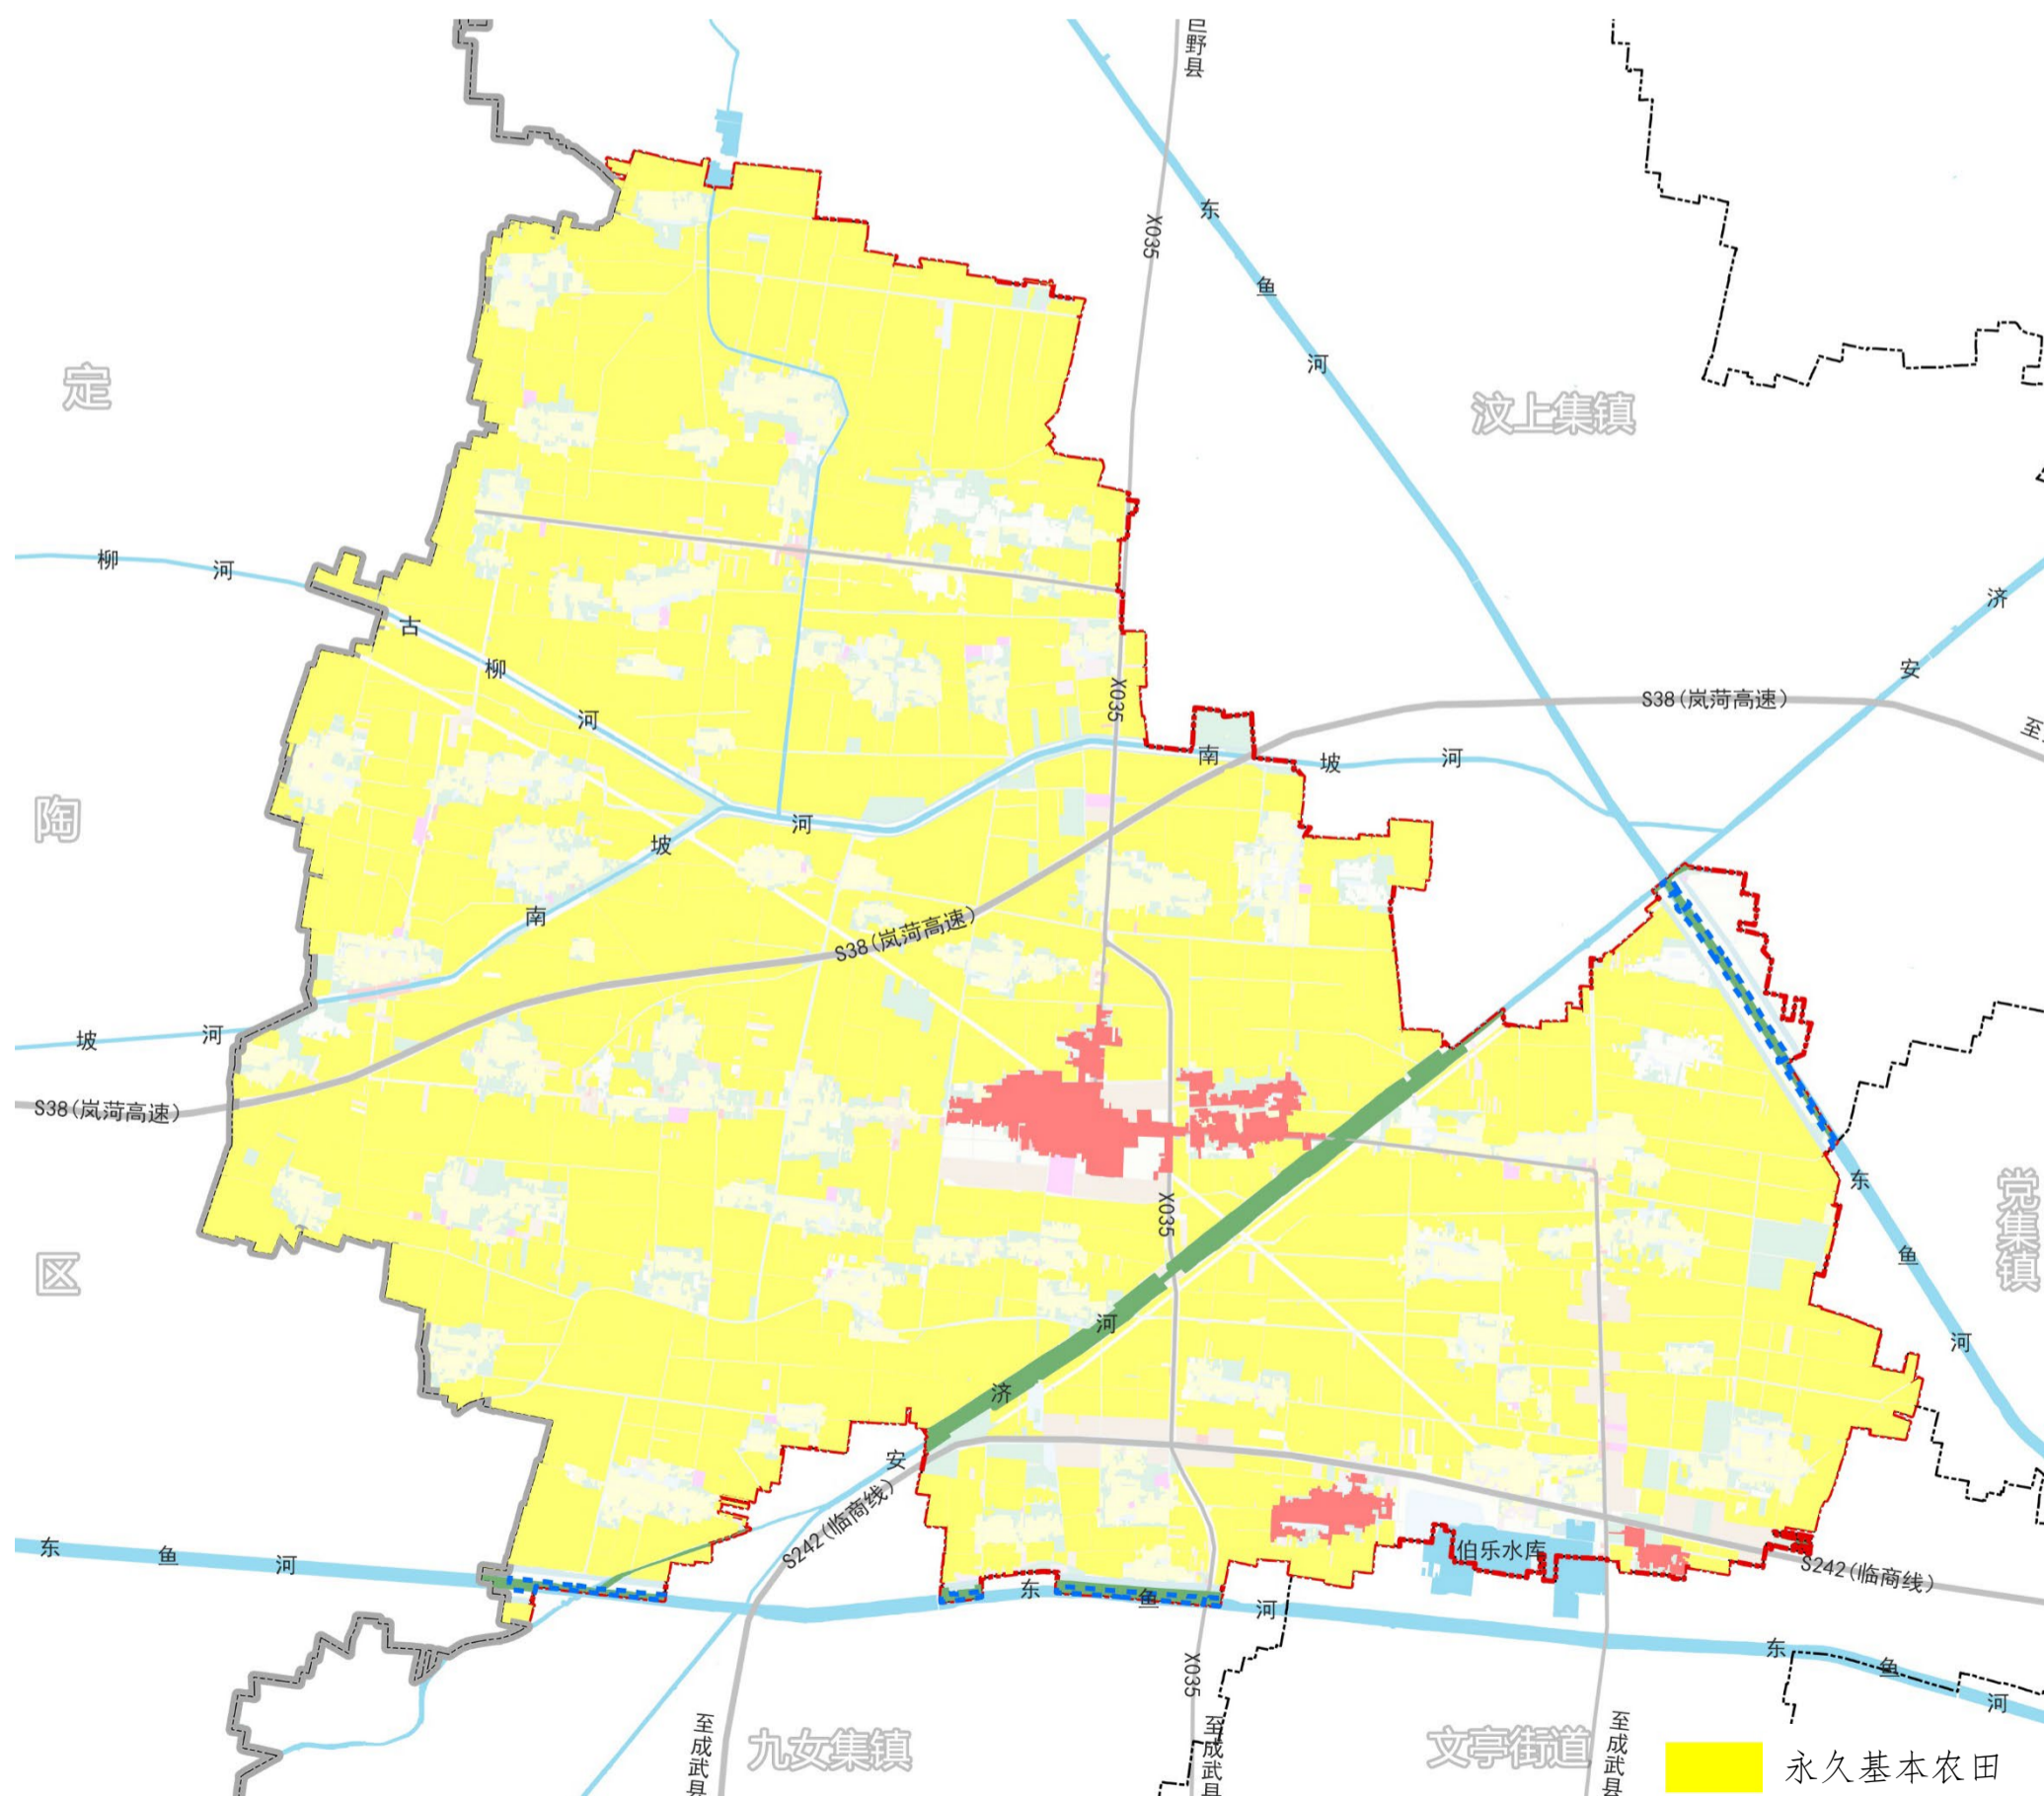 巨野县
东鱼河
X035
定陶区
汶上集镇
柳河
古柳河
济安
S38(岚菏高速)
X035
南坡河
河
坡
南
S38(岚菏高速)
坡河
S38(岚菏高速)
X035
东鱼河
党集镇
河
济
安
S242(临商线)
东鱼河
伯乐水库
S242(临商线)
东鱼河
东鱼河
X035
至成武县
至成武县
至成武县
九女集镇
文亭街道
永久基本农田